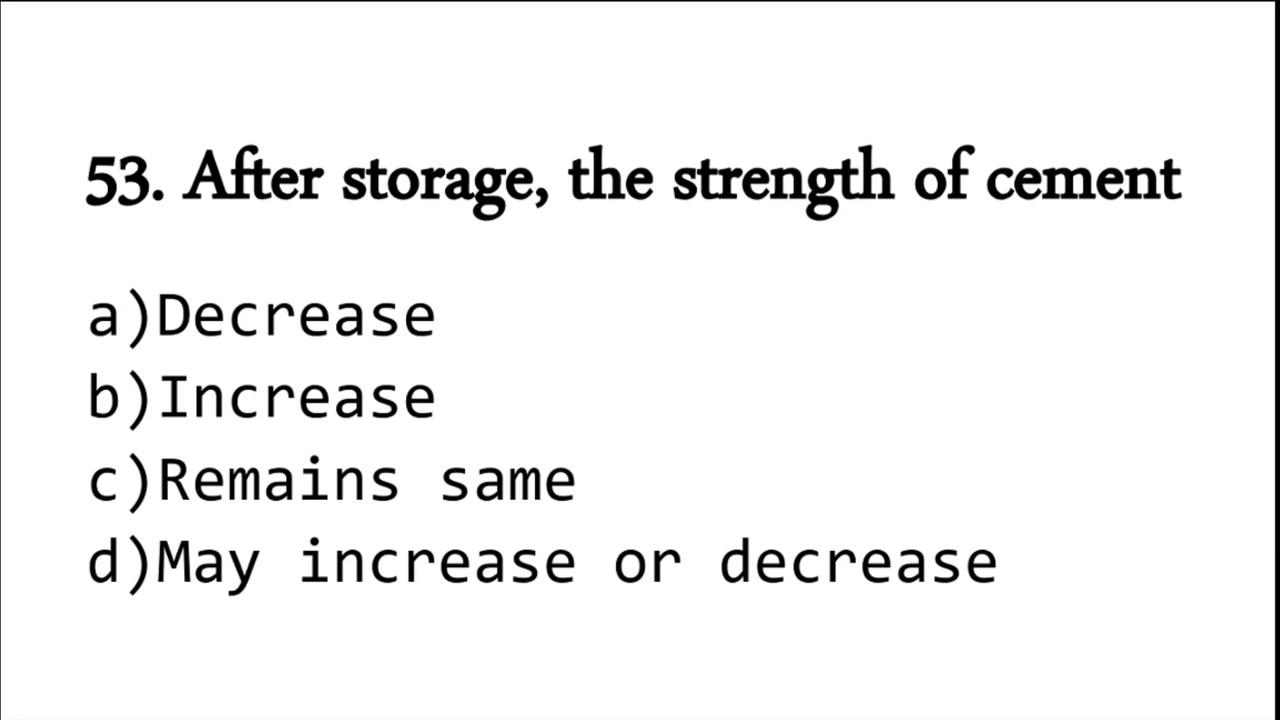 53. After storage, the strength of cement
a)Decrease
b)Increase
c)Remains same
d)May increase or decrease